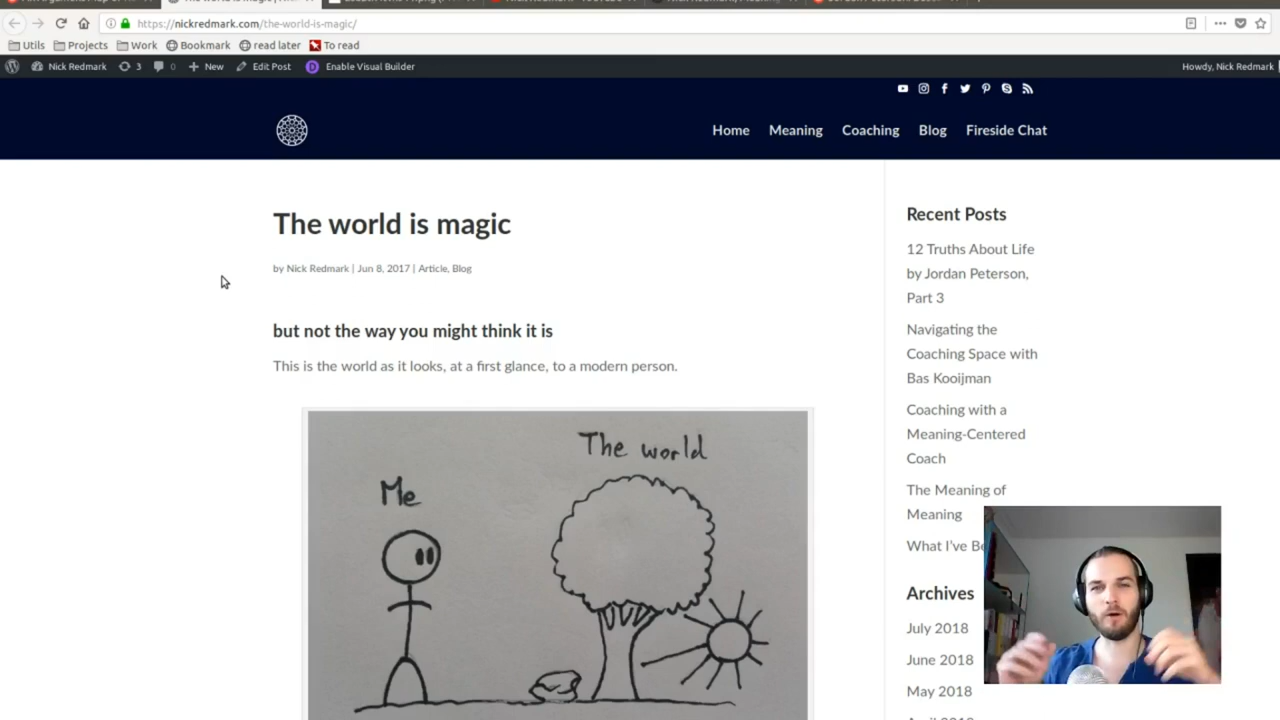 https://nickredmark.com/the-world-is-magic/
Utils Projects Work Bookmark read later To read
Nick Redmark 3 0 New Edit Post Enable Visual Builder Howdy, Nick Redmark
Home Meaning Coaching Blog Fireside Chat
The world is magic
by Nick Redmark | Jun 8, 2017 | Article, Blog
but not the way you might think it is
This is the world as it looks, at a first glance, to a modern person.
The world
Me
Recent Posts
12 Truths About Life
by Jordan Peterson,
Part 3
Navigating the
Coaching Space with
Bas Kooijman
Coaching with a
Meaning-Centered
Coach
The Meaning of
Meaning
What I've Be
Archives
July 2018
June 2018
May 2018